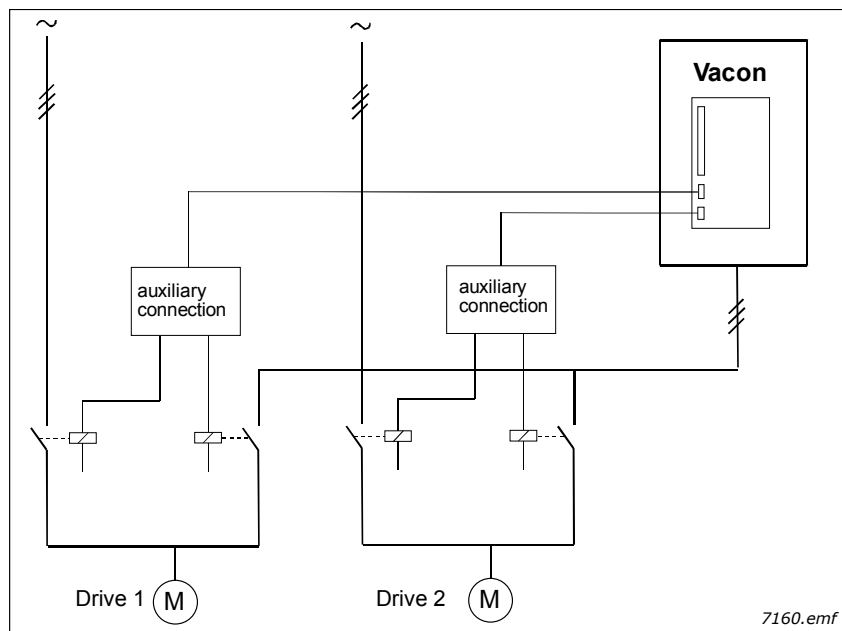 ~
~
Vacon
auxiliary
connection
auxiliary
connection
Drive 1
M
Drive 2
M
7160.emf